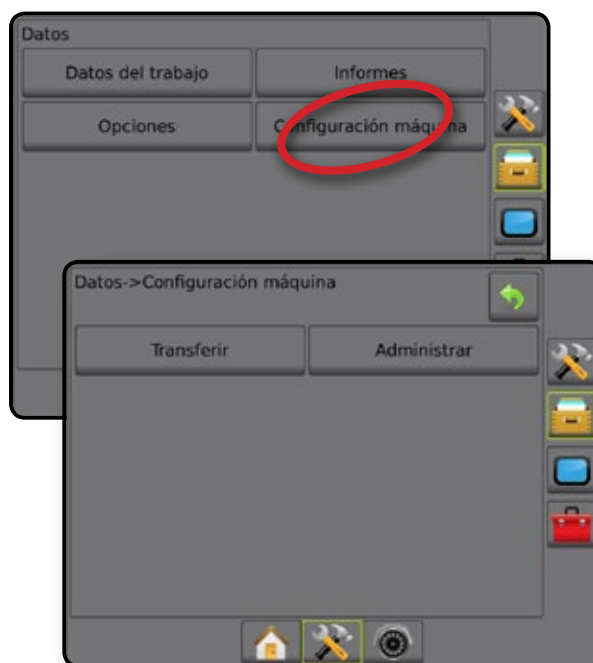 Datos
Datos del trabajo
Informes
Opciones
Configuración máquina
Datos->Configuración máquina
Transferir
Administrar